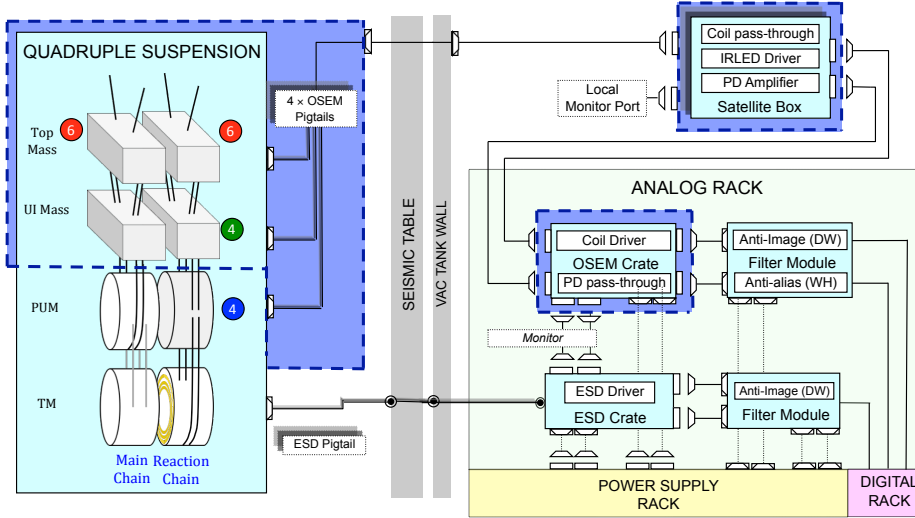 QUADRUPLE SUSPENSION
Top
Mass
6
6
UI Mass
4
PUM
4
TM
Main
Chain
Reaction
Chain
4 × OSEM
Pigtails
ESD Pigtail
SEISMIC TABLE
VAC TANK WALL
Local
Monitor Port
Coil pass-through
IRLED Driver
PD Amplifier
Satellite Box
ANALOG RACK
Coil Driver
OSEM Crate
PD pass-through
Anti-Image (DW)
Filter Module
Anti-alias (WH)
Monitor
ESD Driver
ESD Crate
Anti-Image (DW)
Filter Module
POWER SUPPLY
RACK
DIGITAL
RACK